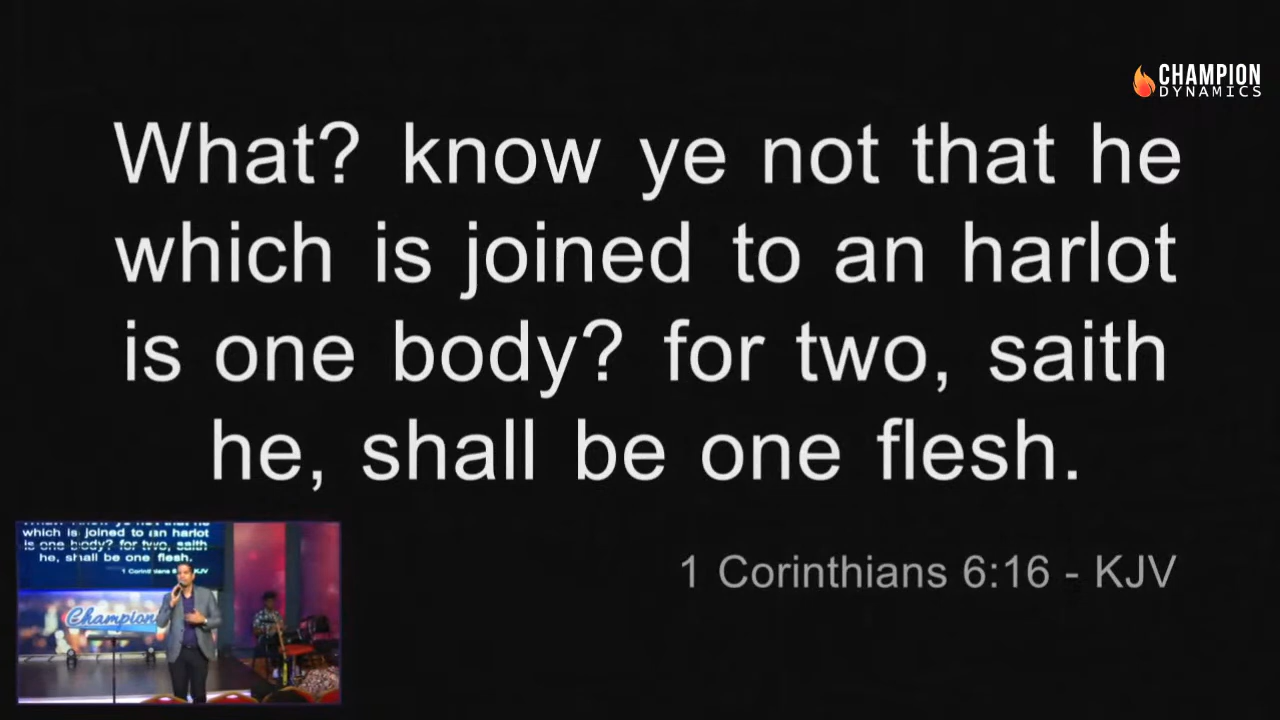 CHAMPION
DYNAMICS
What? know ye not that he
which is joined to an harlot
is one body? for two, saith
he, shall be one flesh.
1 Corinthians 6:16 - KJV
which is joined to an harlot
is one body? for two, saith
he, shall be one flesh.
Champion